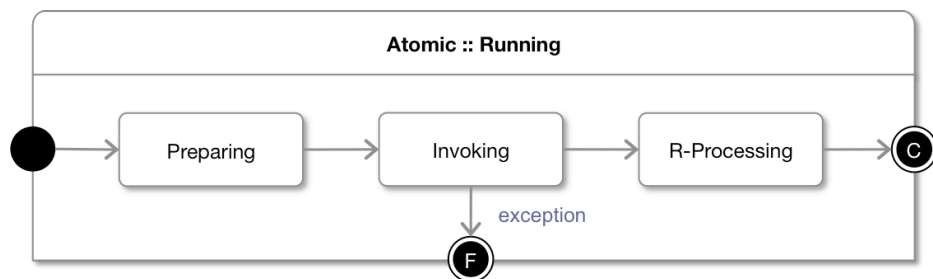 Atomic :: Running
Preparing
Invoking
R-Processing
C
exception
F